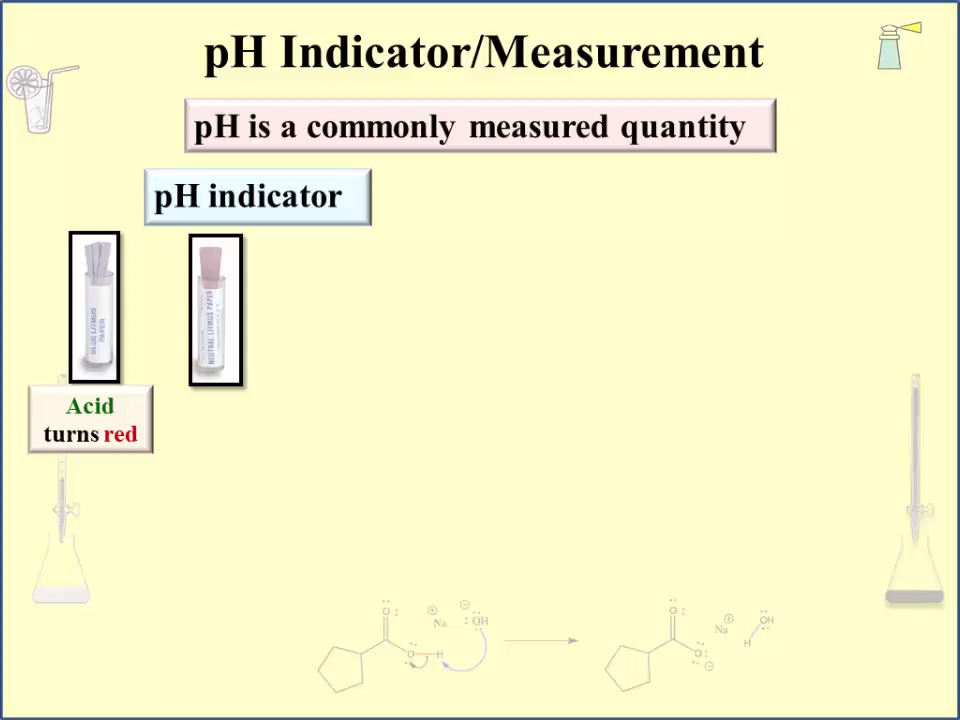 pH Indicator/Measurement
pH is a commonly measured quantity
pH indicator
BLUE LITMUS
PAPER
NEUTRAL LITMUS PAPER
Acid
turns red
O
Na
OH
O
H
O
Na
OH
H
O